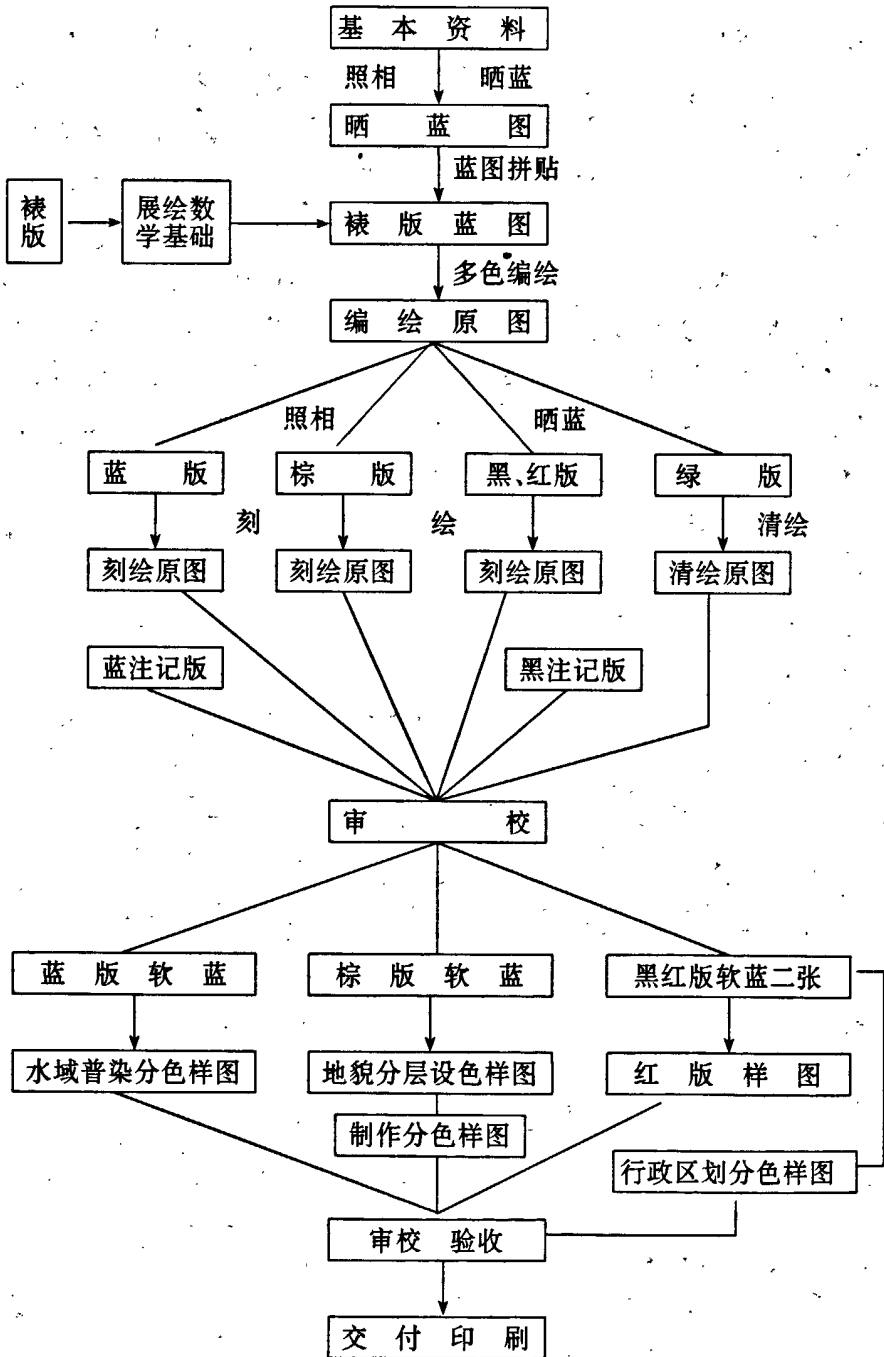 基本资料
照相 晒蓝
晒蓝图
蓝图拼贴
裱版
展绘数学基础
裱版蓝图
多色编绘
编绘原图
照相 晒蓝
蓝版 棕版 黑、红版 绿版
刻绘 清绘
刻绘原图 刻绘原图 刻绘原图 清绘原图
蓝注记版 黑注记版
审校
蓝版软蓝 棕版软蓝 黑红版软蓝二张
水域普染分色样图 地貌分层设色样图 红版样图
制作分色样图
行政区划分色样图
审校 验收
交付印刷